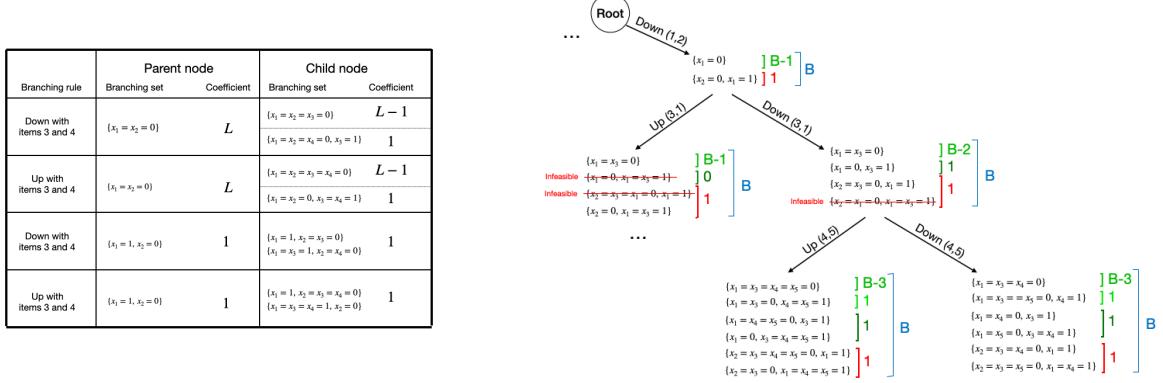 Parent node
Child node
Branching rule
Branching set
Coefficient
Branching set
Coefficient
Down with
items 3 and 4
{x₁ = x₂ = 0}
L
{x₁ = x₂ = x₃ = 0}
L − 1
{x₁ = x₂ = x₄ = 0, x₃ = 1}
1
Up with
items 3 and 4
{x₁ = x₂ = 0}
L
{x₁ = x₂ = x₃ = x₄ = 0}
L − 1
{x₁ = x₂ = 0, x₃ = x₄ = 1}
1
Down with
items 3 and 4
{x₁ = 1, x₂ = 0}
1
{x₁ = 1, x₂ = x₃ = 0}
{x₁ = x₃ = 1, x₂ = x₄ = 0}
1
Up with
items 3 and 4
{x₁ = 1, x₂ = 0}
1
{x₁ = 1, x₂ = x₃ = x₄ = 0}
{x₁ = x₃ = x₄ = 1, x₂ = 0}
1
Root
...
Down (1,2)
{x₁ = 0} ] B-1
{x₂ = 0, x₁ = 1} ] 1
B
Up (3,1)
Down (3,1)
{x₁ = x₃ = 0} ] B-1
Infeasible {x₁ = 0, x₁ = x₃ = 1} ] 0
Infeasible {x₂ = x₃ = x₁ = 0, x₁ = 1}
{x₂ = 0, x₁ = x₃ = 1}
1
B
...
{x₁ = x₃ = 0} ] B-2
{x₁ = 0, x₃ = 1} ] 1
{x₂ = x₃ = 0, x₁ = 1}
Infeasible {x₂ = x₁ = 0, x₁ = x₃ = 1}
1
B
Up (4,5)
Down (4,5)
{x₁ = x₃ = x₄ = x₅ = 0} ] B-3
{x₁ = x₃ = 0, x₄ = x₅ = 1} ] 1
{x₁ = x₄ = x₅ = 0, x₃ = 1}
{x₁ = 0, x₃ = x₄ = x₅ = 1}
1
{x₂ = x₃ = x₄ = x₅ = 0, x₁ = 1}
{x₂ = x₃ = 0, x₁ = x₄ = x₅ = 1}
1
B
{x₁ = x₃ = x₄ = 0} ] B-3
{x₁ = x₃ = = x₅ = 0, x₄ = 1} ] 1
{x₁ = x₄ = 0, x₃ = 1}
{x₁ = x₅ = 0, x₃ = x₄ = 1}
1
{x₂ = x₃ = x₄ = 0, x₁ = 1}
{x₂ = x₃ = x₅ = 0, x₁ = x₄ = 1}
1
B